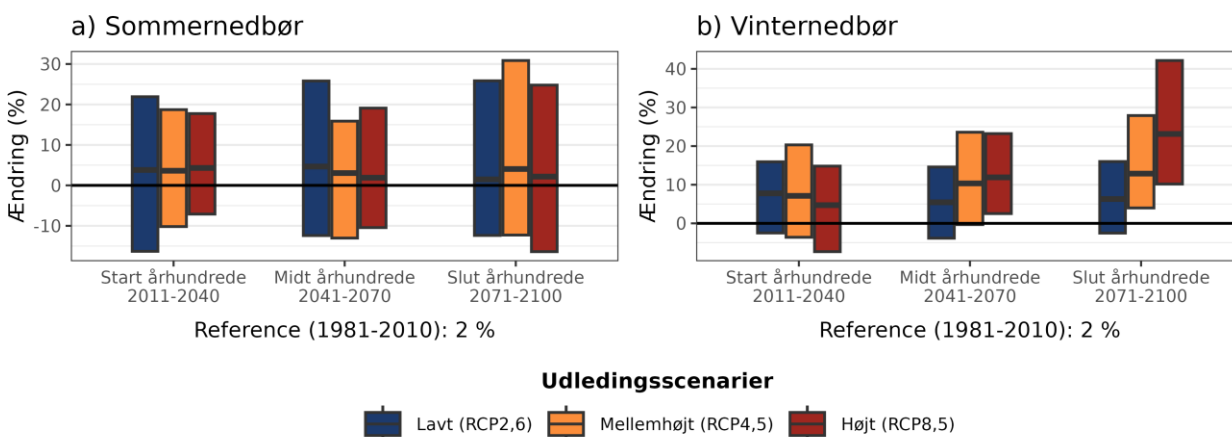 a) Sommernedbør
Ændring (%)
30
20
10
0
-10
Start århundrede
2011-2040
Midt århundrede
2041-2070
Slut århundrede
2071-2100
Reference (1981-2010): 2 %
b) Vinternedbør
Ændring (%)
40
30
20
10
0
Start århundrede
2011-2040
Midt århundrede
2041-2070
Slut århundrede
2071-2100
Reference (1981-2010): 2 %
Udledingsscenarier
Lavt (RCP2,6)
Mellemhøjt (RCP4,5)
Højt (RCP8,5)